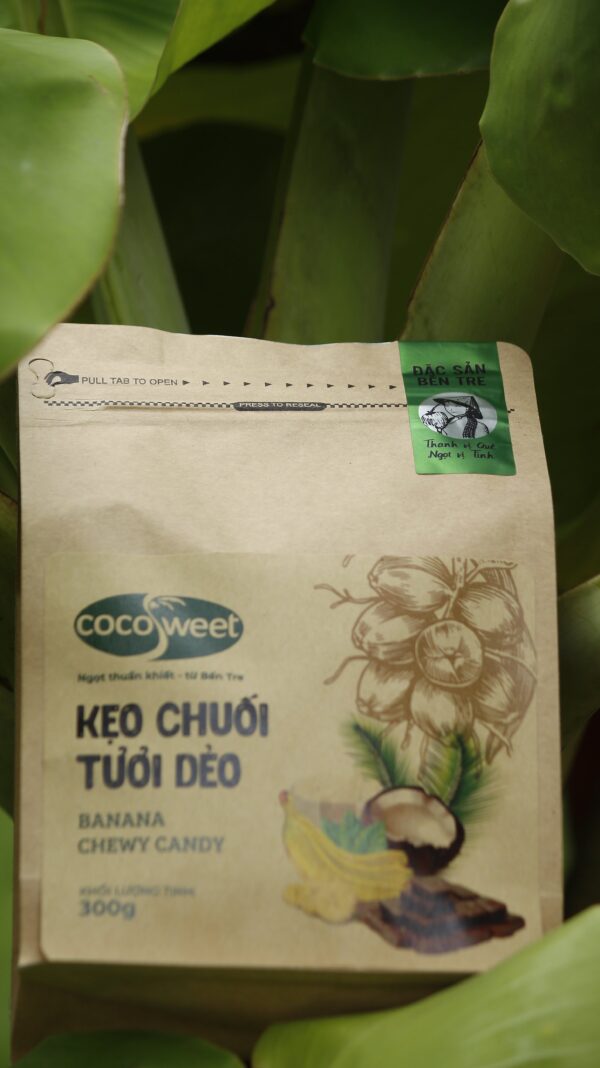 PULL TAB TO OPEN
PRESS TO RESEAL
ĐẶC SẢN
BẾN TRE
Thanh vị Quê
Ngọt vị Tình
cocoSweet
Ngọt thuần khiết - từ Bến Tre
KẸO CHUỐI
TƯƠI DẺO
BANANA
CHEWY CANDY
KHỐI LƯỢNG TỊNH
300g